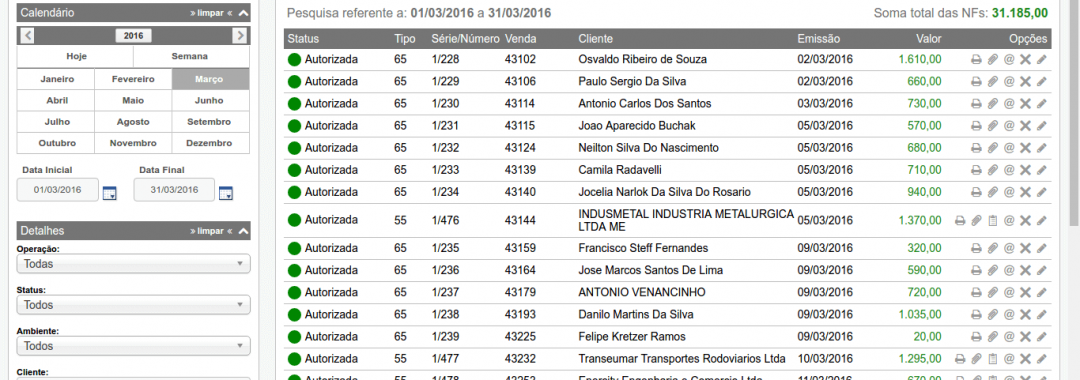 Calendário » limpar «
2016
Hoje Semana
Janeiro Fevereiro Março
Abril Maio Junho
Julho Agosto Setembro
Outubro Novembro Dezembro
Data Inicial Data Final
01/03/2016 31/03/2016
Detalhes » limpar «
Operação:
Todas
Status:
Todos
Ambiente:
Todos
Cliente:
Pesquisa referente a: 01/03/2016 a 31/03/2016 Soma total das NFs: 31.185,00
Status Tipo Série/Número Venda Cliente Emissão Valor Opções
Autorizada 65 1/228 43102 Osvaldo Ribeiro de Souza 02/03/2016 1.610,00
Autorizada 65 1/229 43106 Paulo Sergio Da Silva 02/03/2016 660,00
Autorizada 65 1/230 43114 Antonio Carlos Dos Santos 03/03/2016 730,00
Autorizada 65 1/231 43115 Joao Aparecido Buchak 05/03/2016 570,00
Autorizada 65 1/232 43124 Neilton Silva Do Nascimento 05/03/2016 680,00
Autorizada 65 1/233 43139 Camila Radavelli 05/03/2016 710,00
Autorizada 65 1/234 43140 Jocelia Narlok Da Silva Do Rosario 05/03/2016 940,00
Autorizada 55 1/476 43144 INDUSMETAL INDUSTRIA METALURGICA LTDA ME 05/03/2016 1.370,00
Autorizada 65 1/235 43159 Francisco Steff Fernandes 09/03/2016 320,00
Autorizada 65 1/236 43164 Jose Marcos Santos De Lima 09/03/2016 590,00
Autorizada 65 1/237 43179 ANTONIO VENANCINHO 09/03/2016 720,00
Autorizada 65 1/238 43193 Danilo Martins Da Silva 09/03/2016 1.035,00
Autorizada 65 1/239 43225 Felipe Kretzer Ramos 09/03/2016 20,00
Autorizada 55 1/477 43232 Transeumar Transportes Rodoviarios Ltda 10/03/2016 1.295,00
Autorizada 55 1/478 43253 11/03/2016 670,00